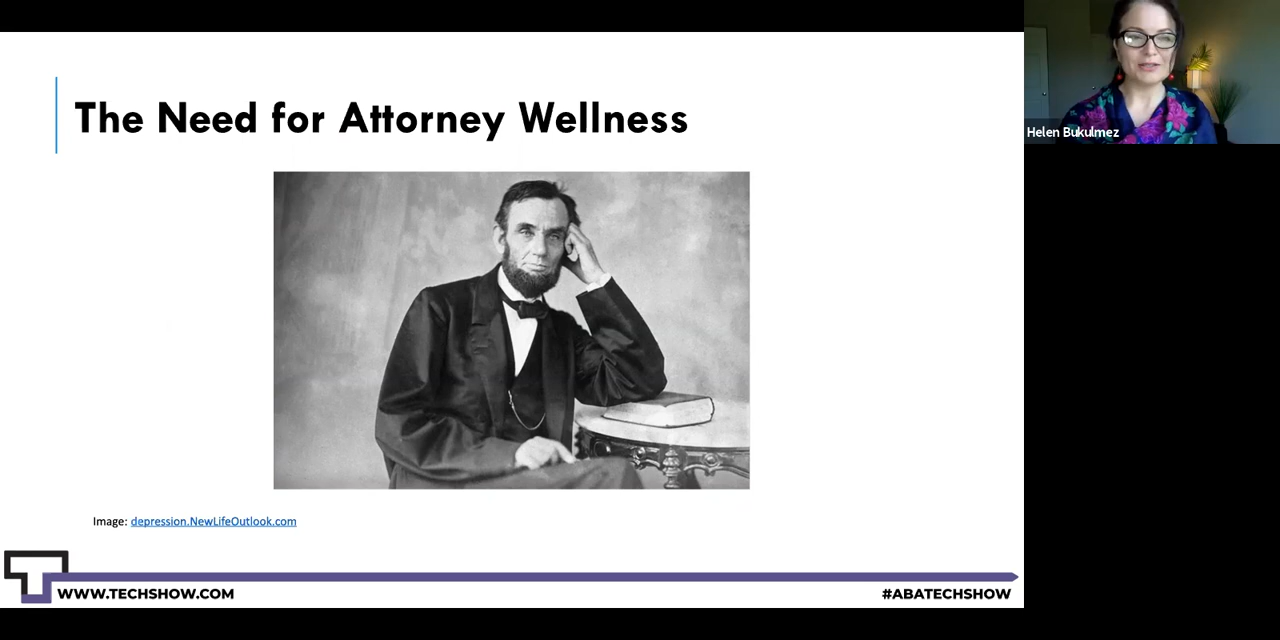 The Need for Attorney Wellness
Helen Bukulmez
Image: depression.NewLifeOutlook.com
WWW.TECHSHOW.COM
#ABATECHSHOW